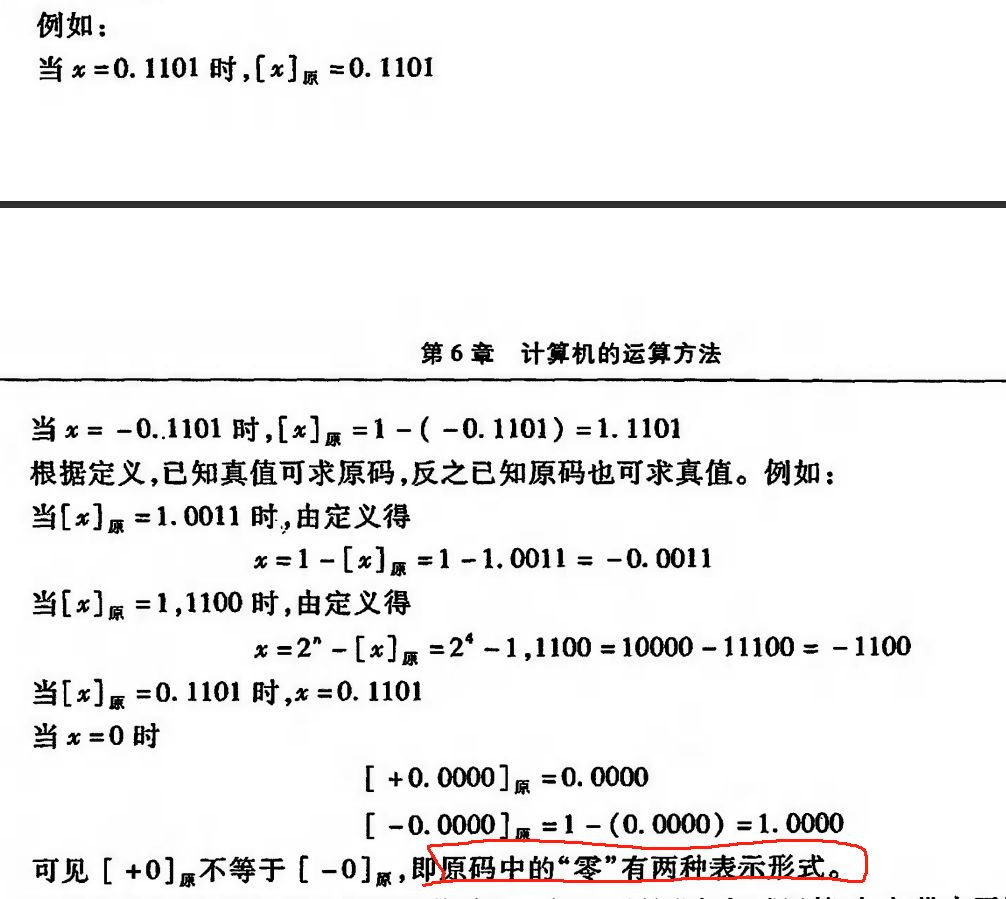 例如：
当 x =0.1101 时,[x]原 =0.1101
第 6 章 计算机的运算方法
当 x = -0..1101 时,[x]原 =1-( -0.1101) =1.1101
根据定义,已知真值可求原码,反之已知原码也可求真值。例如：
当[x]原 =1.0011 时,由定义得
x =1-[x]原 =1-1.0011 = -0.0011
当[x]原 =1,1100 时,由定义得
x =2ⁿ -[x]原 =2⁴ -1,1100 =10000 -11100 = -1100
当[x]原 =0.1101 时,x =0.1101
当 x =0 时
[ +0.0000]原 =0.0000
[ -0.0000]原 =1-(0.0000) =1.0000
可见 [ +0]原不等于 [ -0]原,即原码中的“零”有两种表示形式。